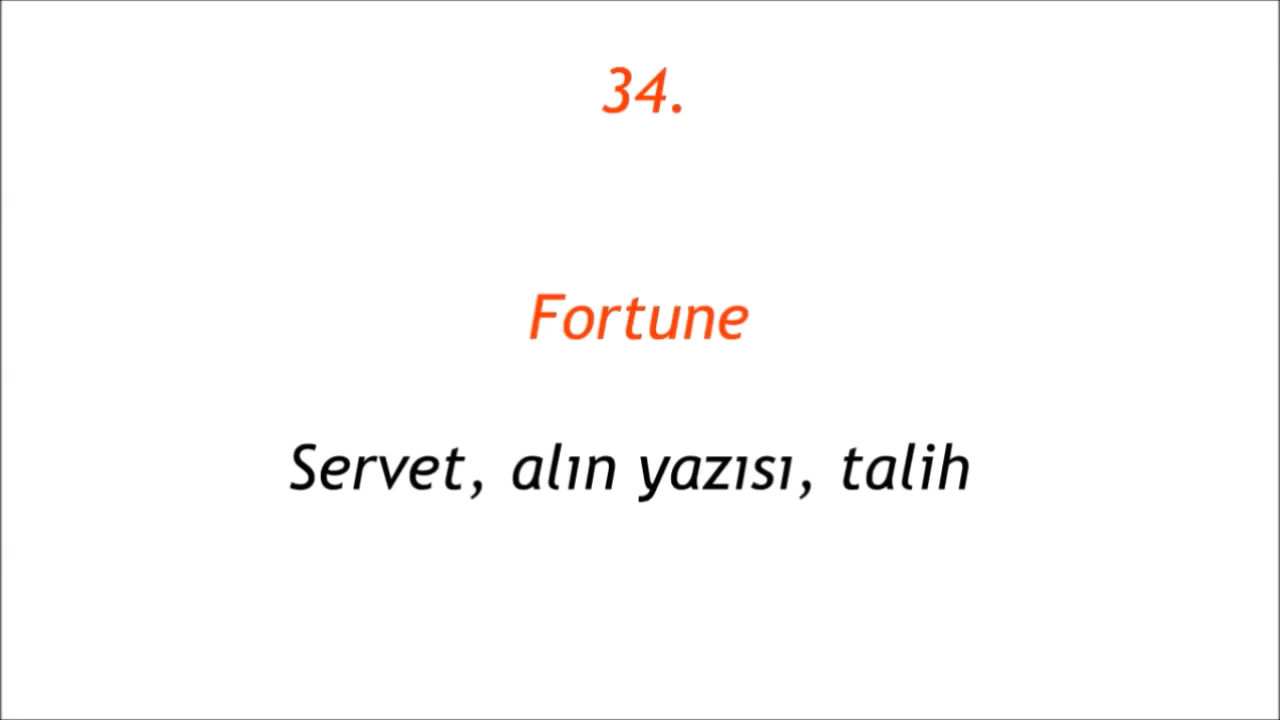 34.
Fortune
Servet, alın yazısı, talih